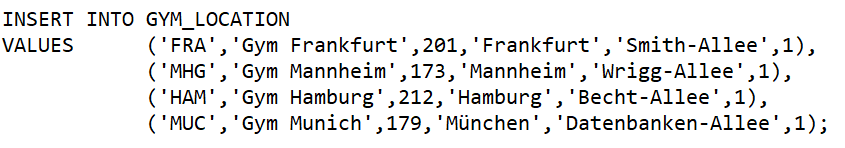 INSERT INTO GYM_LOCATION
VALUES ('FRA','Gym Frankfurt',201,'Frankfurt','Smith-Allee',1),
('MHG','Gym Mannheim',173,'Mannheim','Wrigg-Allee',1),
('HAM','Gym Hamburg',212,'Hamburg','Becht-Allee',1),
('MUC','Gym Munich',179,'München','Datenbanken-Allee',1);